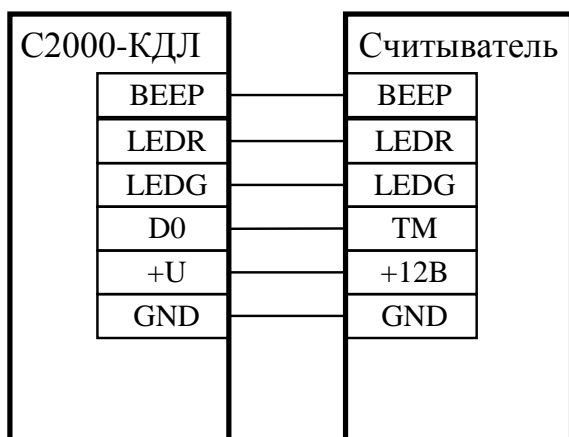 С2000-КДЛ Считыватель
BEEP BEEP
LEDR LEDR
LEDG LEDG
D0 TM
+U +12В
GND GND